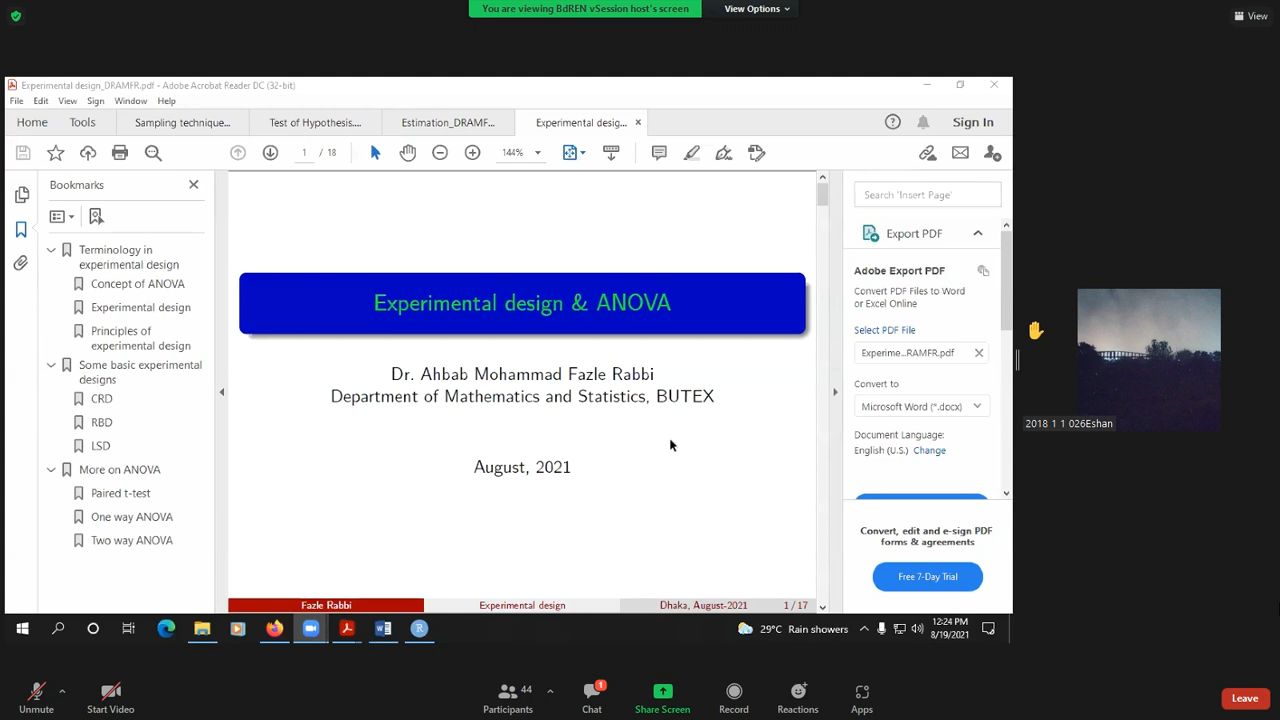 You are viewing BdREN vSession host's screen
View Options
View
Experimental design_DRAMFR.pdf - Adobe Acrobat Reader DC (32-bit)
File Edit View Sign Window Help
Home Tools Sampling technique... Test of Hypothesis.... Estimation_DRAMF... Experimental desig... ×
Sign In
1 / 18
144%
Bookmarks
Terminology in
experimental design
Concept of ANOVA
Experimental design
Principles of
experimental design
Some basic experimental
designs
CRD
RBD
LSD
More on ANOVA
Paired t-test
One way ANOVA
Two way ANOVA
Experimental design & ANOVA
Dr. Ahbab Mohammad Fazle Rabbi
Department of Mathematics and Statistics, BUTEX
August, 2021
Fazle Rabbi
Experimental design
Dhaka, August-2021
1 / 17
Search 'Insert Page'
Export PDF
Adobe Export PDF
Convert PDF Files to Word
or Excel Online
Select PDF File
Experime...RAMFR.pdf
Convert to
Microsoft Word (*.docx)
Document Language:
English (U.S.) Change
Convert, edit and e-sign PDF
forms & agreements
Free 7-Day Trial
2018 1 1 026Eshan
29°C Rain showers
12:24 PM
8/19/2021
Unmute
Start Video
44
Participants
1
Chat
Share Screen
Record
Reactions
Apps
Leave